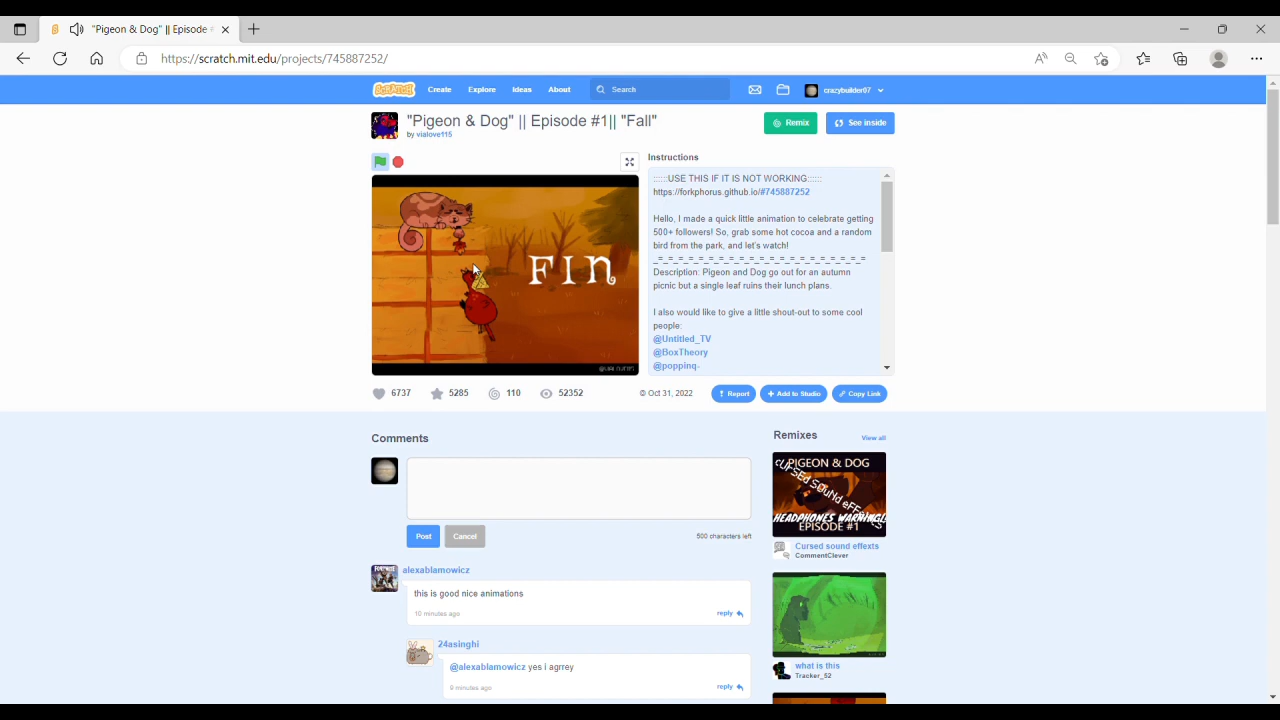 "Pigeon & Dog" || Episode #
https://scratch.mit.edu/projects/745887252/
SCRATCH Create Explore Ideas About Search crazybuilder07
"Pigeon & Dog" || Episode #1|| "Fall"
by vialove115
Remix See inside
Instructions
::::::USE THIS IF IT IS NOT WORKING::::::
https://forkphorus.github.io/#745887252
Hello, I made a quick little animation to celebrate getting
500+ followers! So, grab some hot cocoa and a random
bird from the park, and let's watch!
_=_=_=_=_=_=_=_=_=_=_=_=_=_=_=_=_=_=_=_=_=_
Description: Pigeon and Dog go out for an autumn
picnic but a single leaf ruins their lunch plans.
I also would like to give a little shout-out to some cool
people:
@Untitled_TV
@BoxTheory
@poppinq-
FIN
6737 5285 110 52352
© Oct 31, 2022 Report Add to Studio Copy Link
Comments
Post Cancel 500 characters left
alexablamowicz
this is good nice animations
10 minutes ago reply
24asinghi
@alexablamowicz yes i agrrey
9 minutes ago reply
Remixes View all
PIGEON & DOG
cURSEd SOuNd eFFectS
HEADPHONES WARNING!
EPISODE #1
Cursed sound effexts
CommentClever
what is this
Tracker_52